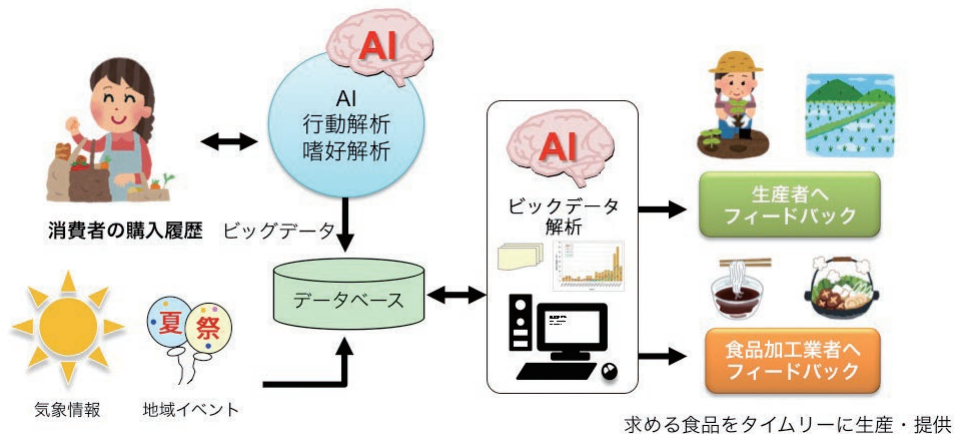 AI
AI
行動解析
嗜好解析
消費者の購入履歴
ビッグデータ
データベース
夏
祭
気象情報
地域イベント
AI
ビックデータ
解析
生産者へ
フィードバック
食品加工業者へ
フィードバック
求める食品をタイムリーに生産・提供